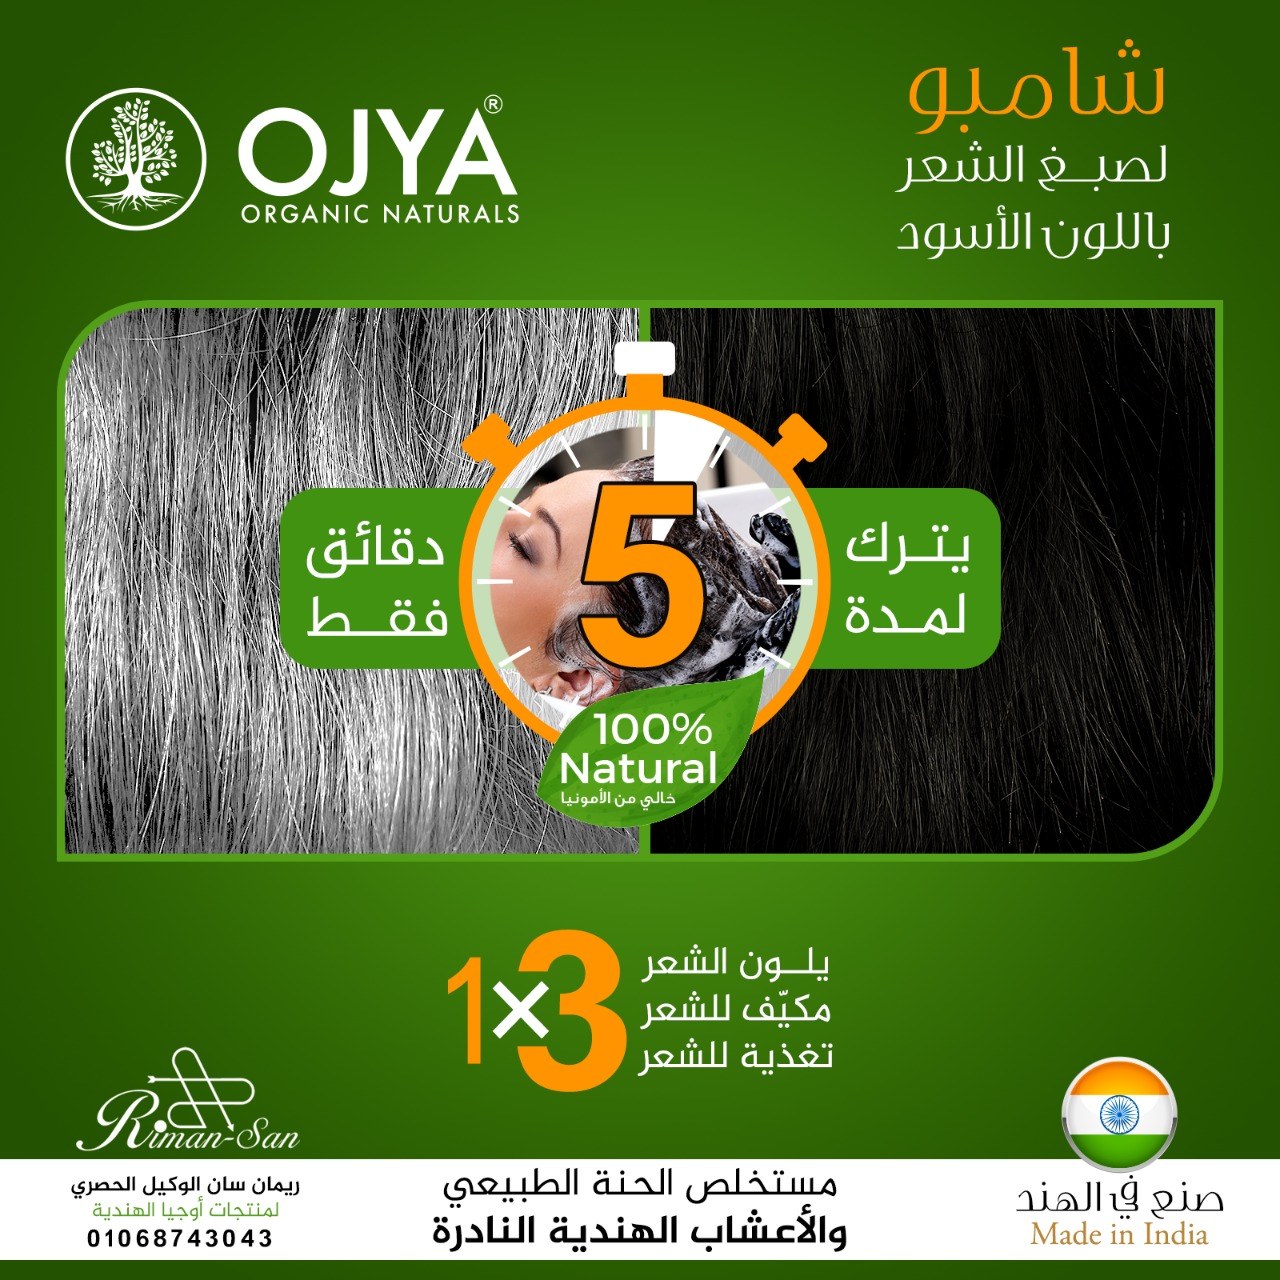 OJYA®
ORGANIC NATURALS
شامبو
لصبغ الشعر
باللون الأسود
يترك
لمدة
5
دقائق
فقط
100%
Natural
خالي من الأمونيا
3×1
يلون الشعر
مكيّف للشعر
تغذية للشعر
Riman-San
ريمان سان الوكيل الحصري
لمنتجات أوجيا الهندية
01068743043
مستخلص الحنة الطبيعي
والأعشاب الهندية النادرة
صنع في الهند
Made in India